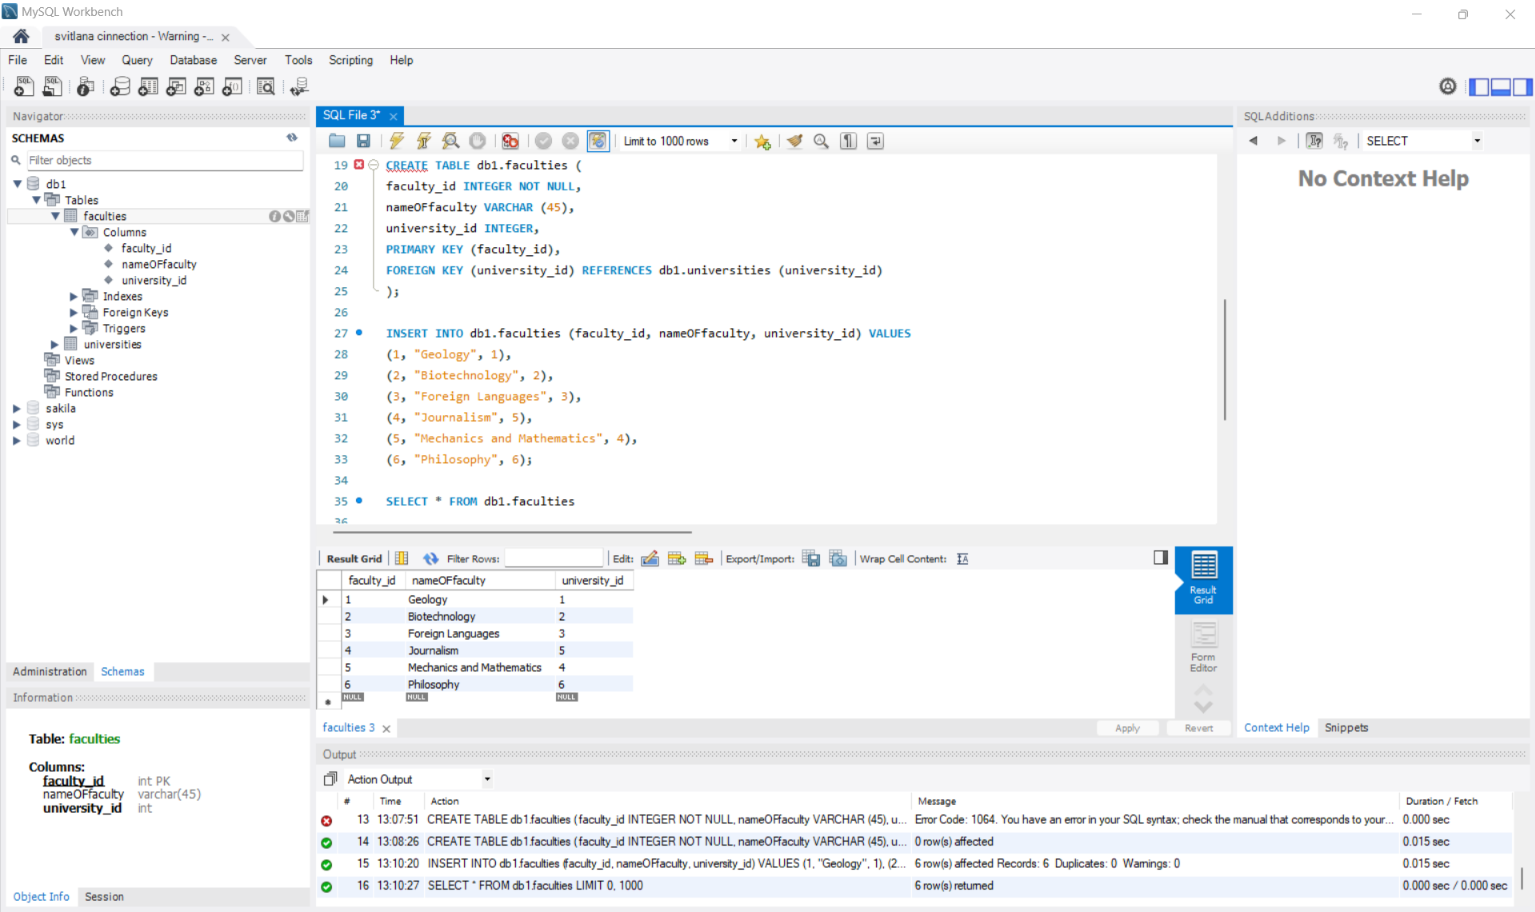 MySQL Workbench
svitlana cinnection - Warning -...
File Edit View Query Database Server Tools Scripting Help
Navigator
SCHEMAS
Filter objects
db1
Tables
faculties
Columns
faculty_id
nameOFfaculty
university_id
Indexes
Foreign Keys
Triggers
universities
Views
Stored Procedures
Functions
sakila
sys
world
Administration Schemas
Information
Table: faculties
Columns:
faculty_id int PK
nameOFfaculty varchar(45)
university_id int
Object Info Session
SQL File 3*
Limit to 1000 rows
19 CREATE TABLE db1.faculties (
20 faculty_id INTEGER NOT NULL,
21 nameOFfaculty VARCHAR (45),
22 university_id INTEGER,
23 PRIMARY KEY (faculty_id),
24 FOREIGN KEY (university_id) REFERENCES db1.universities (university_id)
25 );
26
27 INSERT INTO db1.faculties (faculty_id, nameOFfaculty, university_id) VALUES
28 (1, "Geology", 1),
29 (2, "Biotechnology", 2),
30 (3, "Foreign Languages", 3),
31 (4, "Journalism", 5),
32 (5, "Mechanics and Mathematics", 4),
33 (6, "Philosophy", 6);
34
35 SELECT * FROM db1.faculties
36
Result Grid Filter Rows: Edit: Export/Import: Wrap Cell Content:
faculty_id nameOFfaculty university_id
1 Geology 1
2 Biotechnology 2
3 Foreign Languages 3
4 Journalism 5
5 Mechanics and Mathematics 4
6 Philosophy 6
NULL NULL NULL
Result Grid
Form Editor
faculties 3
Apply Revert
SQLAdditions
SELECT
No Context Help
Context Help Snippets
Output
Action Output
# Time Action Message Duration / Fetch
13 13:07:51 CREATE TABLE db1.faculties ( faculty_id INTEGER NOT NULL, nameOFfaculty VARCHAR (45), u... Error Code: 1064. You have an error in your SQL syntax; check the manual that corresponds to your... 0.000 sec
14 13:08:26 CREATE TABLE db1.faculties ( faculty_id INTEGER NOT NULL, nameOFfaculty VARCHAR (45), u... 0 row(s) affected 0.015 sec
15 13:10:20 INSERT INTO db1.faculties (faculty_id, nameOFfaculty, university_id) VALUES (1, "Geology", 1), (2... 6 row(s) affected Records: 6 Duplicates: 0 Warnings: 0 0.015 sec
16 13:10:27 SELECT * FROM db1.faculties LIMIT 0, 1000 6 row(s) returned 0.000 sec / 0.000 sec